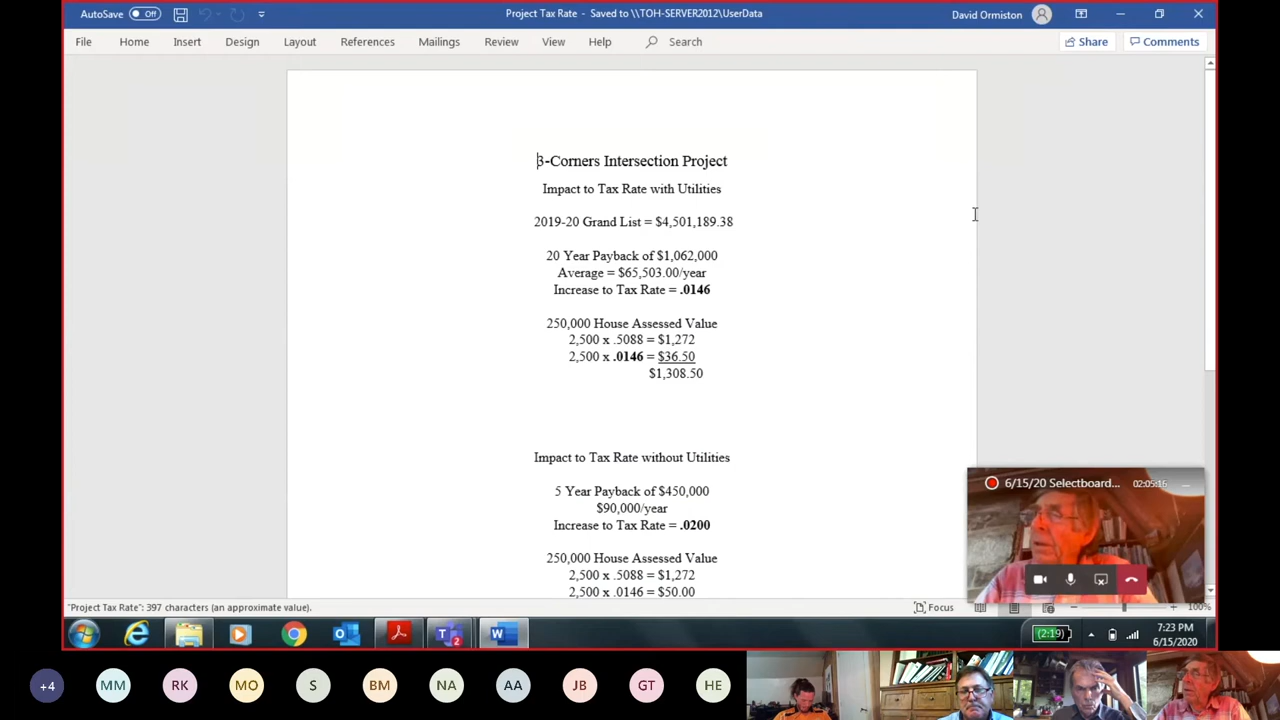 AutoSave Off
Project Tax Rate - Saved to \\TOH-SERVER2012\UserData
David Ormiston
File Home Insert Design Layout References Mailings Review View Help Search Share Comments
3-Corners Intersection Project
Impact to Tax Rate with Utilities
2019-20 Grand List = $4,501,189.38
20 Year Payback of $1,062,000
Average = $65,503.00/year
Increase to Tax Rate = .0146
250,000 House Assessed Value
2,500 x .5088 = $1,272
2,500 x .0146 = $36.50
$1,308.50
Impact to Tax Rate without Utilities
5 Year Payback of $450,000
$90,000/year
Increase to Tax Rate = .0200
250,000 House Assessed Value
2,500 x .5088 = $1,272
2,500 x .0146 = $50.00
6/15/20 Selectboard... 02:05:16
"Project Tax Rate": 397 characters (an approximate value).
Focus
100%
2
(2:19)
7:23 PM
6/15/2020
+4 MM RK MO S BM NA AA JB GT HE